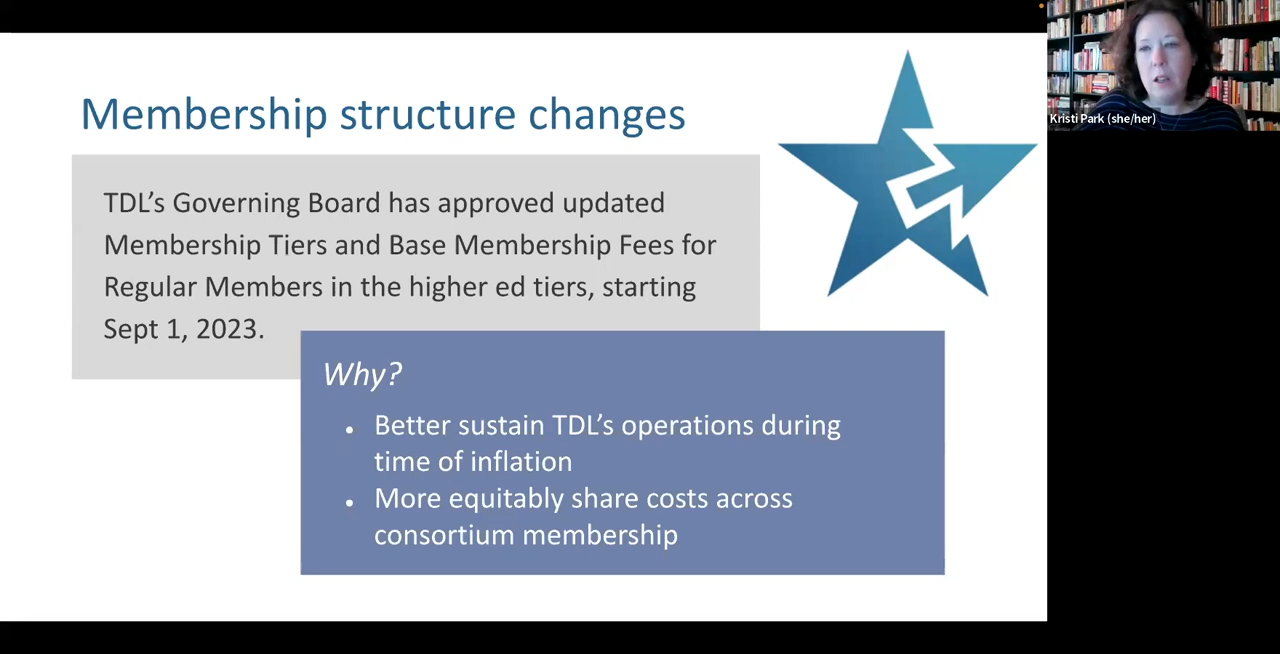 Membership structure changes
TDL’s Governing Board has approved updated
Membership Tiers and Base Membership Fees for
Regular Members in the higher ed tiers, starting
Sept 1, 2023.
Why?
• Better sustain TDL’s operations during
time of inflation
• More equitably share costs across
consortium membership
Kristi Park (she/her)